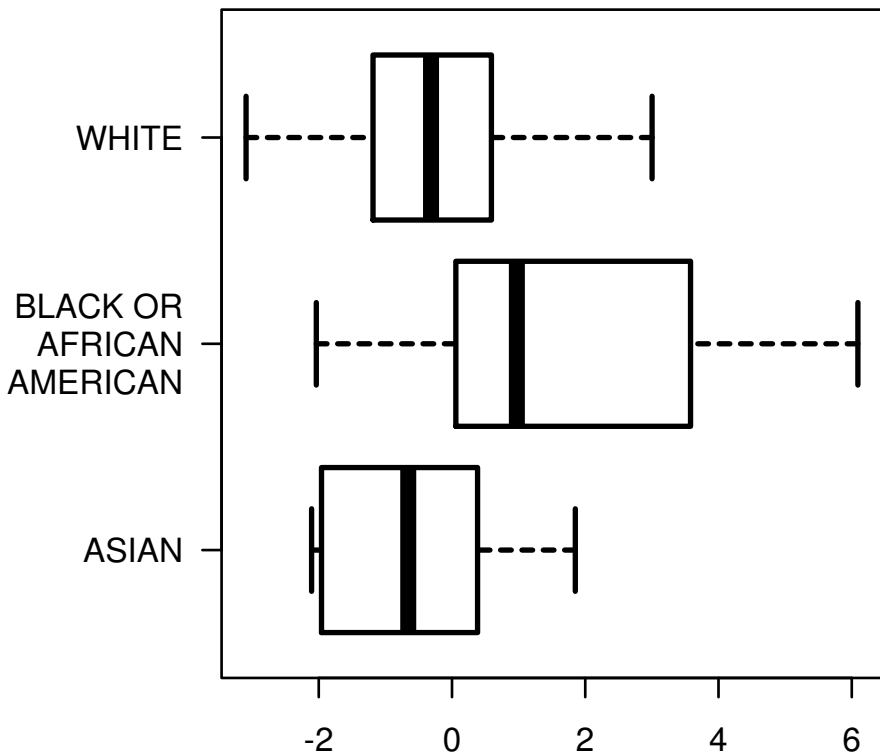 WHITE
BLACK OR
AFRICAN
AMERICAN
ASIAN
-2 0 2 4 6